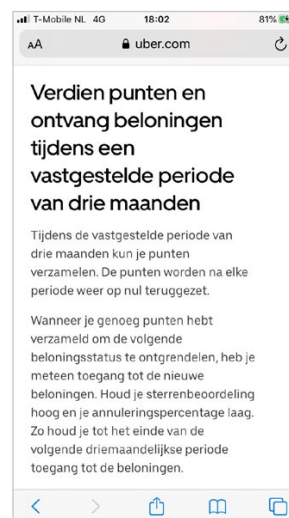 T-Mobile NL 4G 18:02 81%
AA uber.com
Verdien punten en
ontvang beloningen
tijdens een
vastgestelde periode
van drie maanden
Tijdens de vastgestelde periode van
drie maanden kun je punten
verzamelen. De punten worden na elke
periode weer op nul teruggezet.
Wanneer je genoeg punten hebt
verzameld om de volgende
beloningsstatus te ontgrendelen, heb je
meteen toegang tot de nieuwe
beloningen. Houd je sterrenbeoordeling
hoog en je annuleringspercentage laag.
Zo houd je tot het einde van de
volgende driemaandelijkse periode
toegang tot de beloningen.